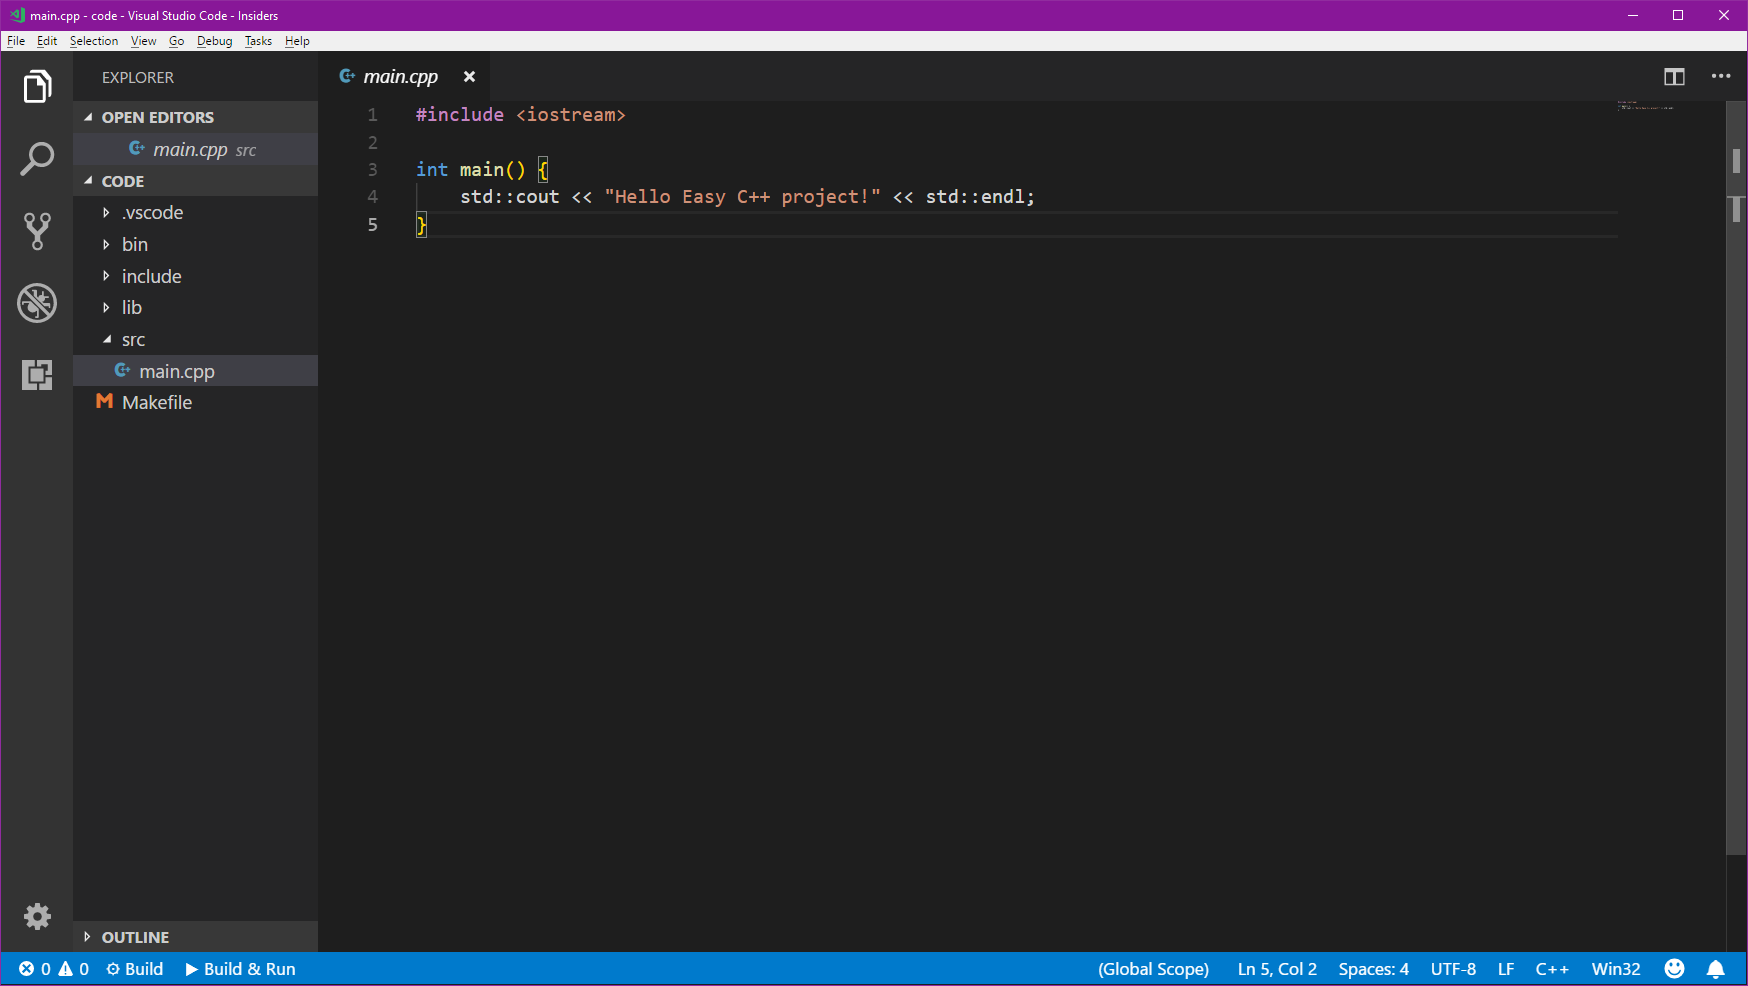 main.cpp - code - Visual Studio Code - Insiders
File Edit Selection View Go Debug Tasks Help
EXPLORER
OPEN EDITORS
main.cpp src
CODE
.vscode
bin
include
lib
src
main.cpp
Makefile
OUTLINE
main.cpp
1 #include <iostream>
2
3 int main() {
4     std::cout << "Hello Easy C++ project!" << std::endl;
5 }
0 0 Build Build & Run (Global Scope) Ln 5, Col 2 Spaces: 4 UTF-8 LF C++ Win32